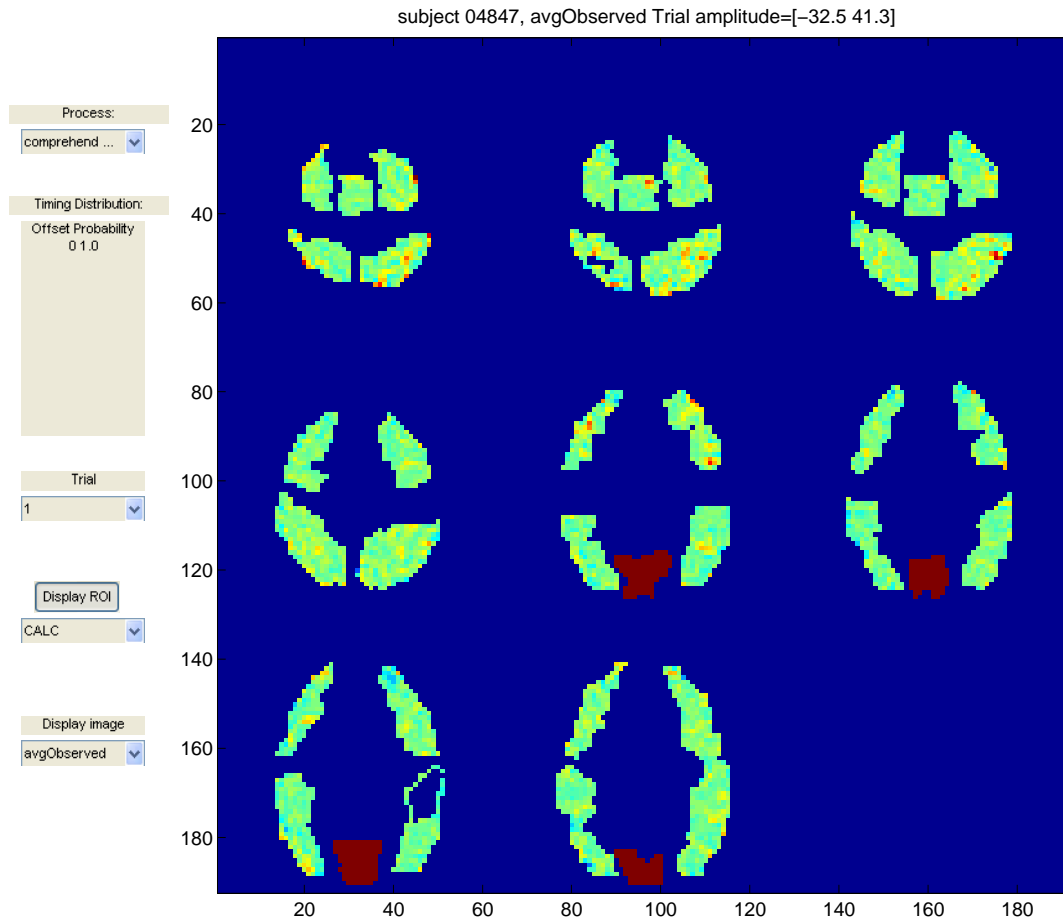 subject 04847, avgObserved Trial amplitude=[−32.5 41.3]
Process:
comprehend ...
Timing Distribution:
Offset Probability
0 1.0
Trial
1
Display ROI
CALC
Display image
avgObserved
20
40
60
80
100
120
140
160
180
20 40 60 80 100 120 140 160 180